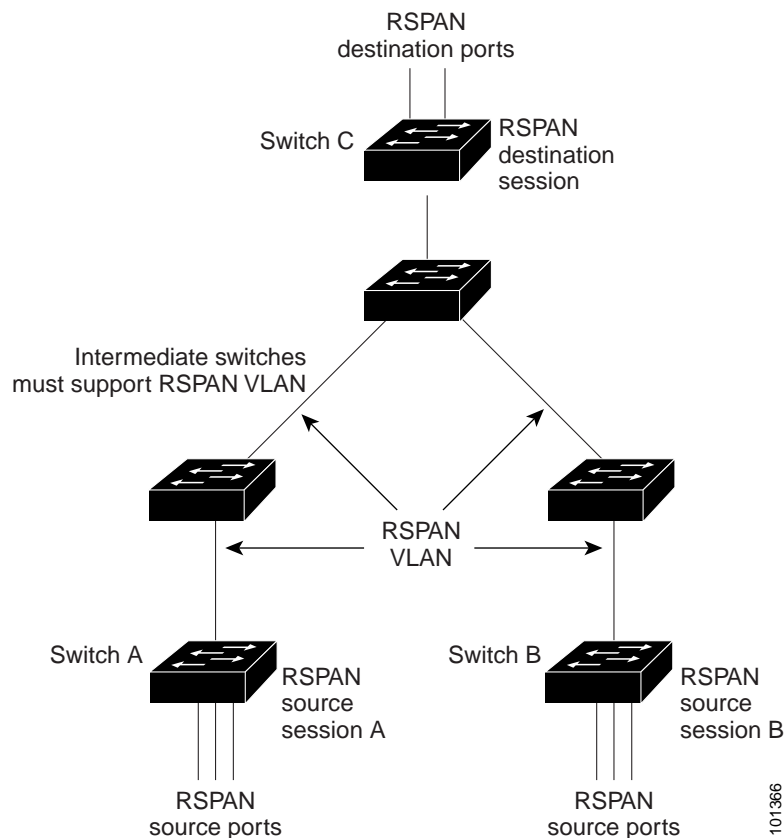 RSPAN
destination ports
Switch C
RSPAN
destination
session
Intermediate switches
must support RSPAN VLAN
RSPAN
VLAN
Switch A
RSPAN
source
session A
Switch B
RSPAN
source
session B
RSPAN
source ports
RSPAN
source ports
101366